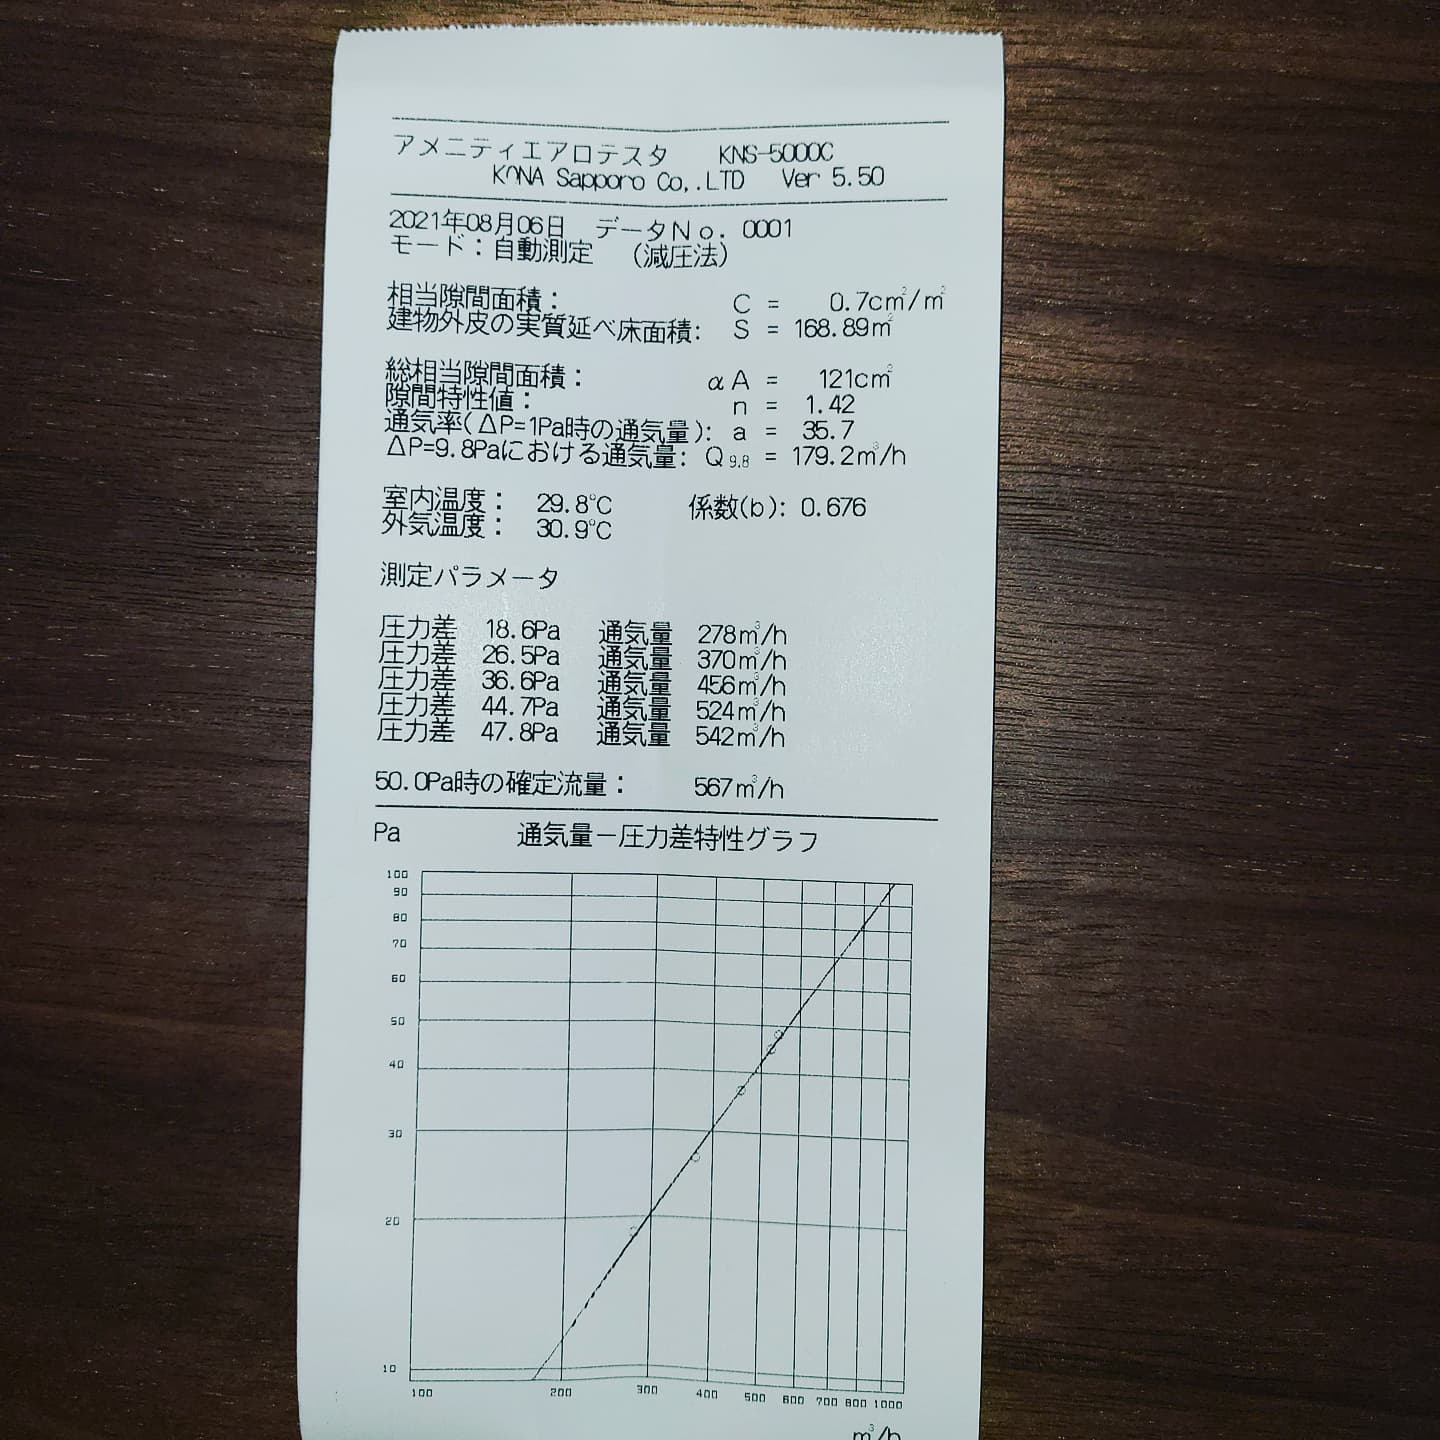 アメニティエアロテスタ KNS-5000C
KONA Sapporo Co,.LTD Ver 5.50
2021年08月06日 データNo. 0001
モード：自動測定 （減圧法）
相当隙間面積： C = 0.7cm²/m²
建物外皮の実質延べ床面積: S = 168.89m²
総相当隙間面積： αA = 121cm²
隙間特性値： n = 1.42
通気率(ΔP=1Pa時の通気量): a = 35.7
ΔP=9.8Paにおける通気量: Q9.8 = 179.2m³/h
室内温度： 29.8℃ 係数(b): 0.676
外気温度： 30.9℃
測定パラメータ
圧力差 18.6Pa 通気量 278m³/h
圧力差 26.5Pa 通気量 370m³/h
圧力差 36.6Pa 通気量 456m³/h
圧力差 44.7Pa 通気量 524m³/h
圧力差 47.8Pa 通気量 542m³/h
50.0Pa時の確定流量： 567m³/h
Pa 通気量－圧力差特性グラフ
100
90
80
70
60
50
40
30
20
10
100 200 300 400 500 600 700 800 1000
m³/h